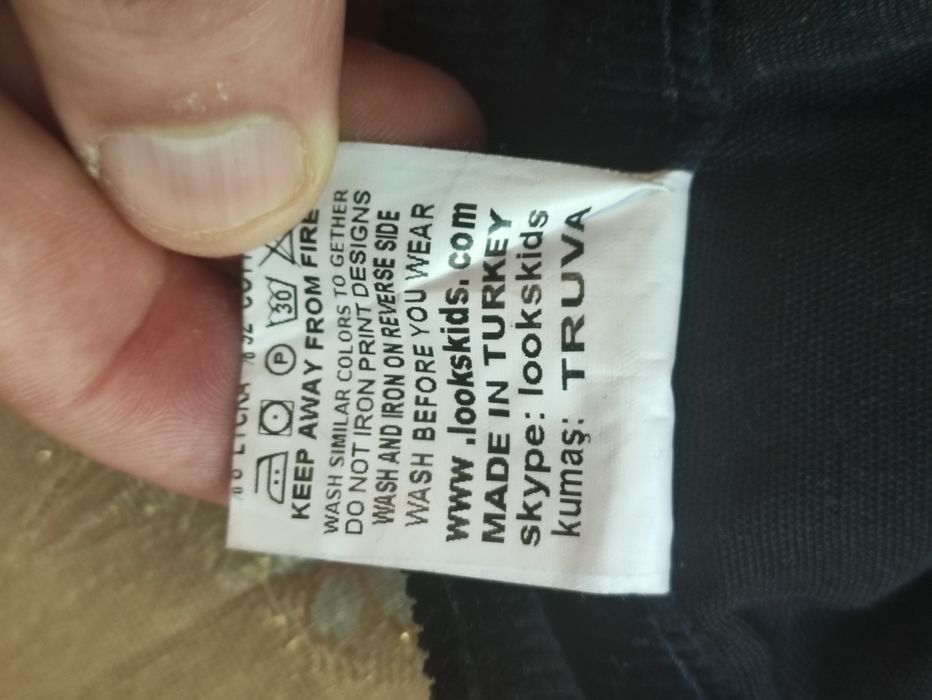 30
P
KEEP AWAY FROM FIRE
WASH SIMILAR COLORS TO GETHER
DO NOT IRON PRINT DESIGNS
WASH AND IRON ON REVERSE SIDE
WASH BEFORE YOU WEAR
www .lookskids.com
MADE IN TURKEY
skype: lookskids
kumaş: TRUVA